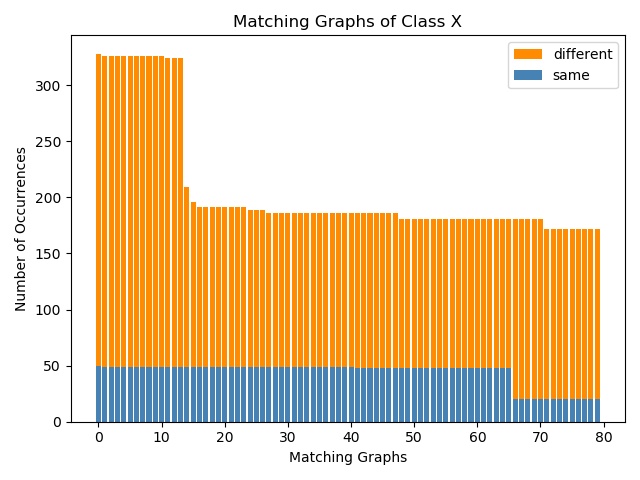 Matching Graphs of Class X
different
same
Number of Occurrences
300
250
200
150
100
50
0
0 10 20 30 40 50 60 70 80
Matching Graphs